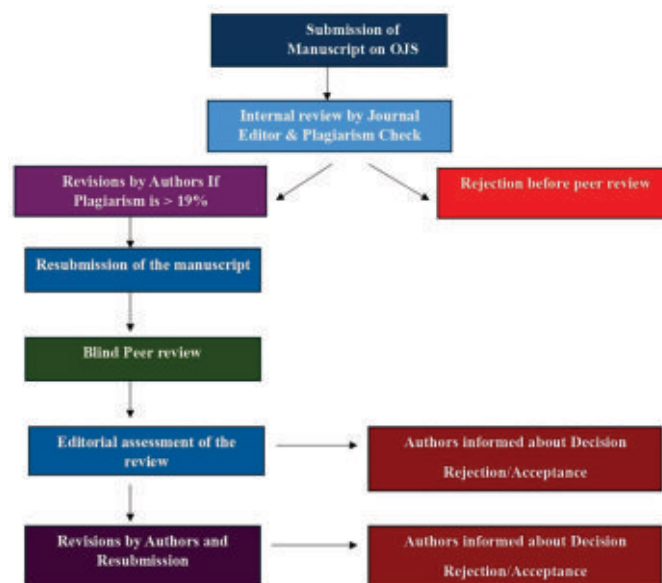 Submission of
Manuscript on OJS
Internal review by Journal
Editor & Plagiarism Check
Revisions by Authors If
Plagiarism is > 19%
Rejection before peer review
Resubmission of the manuscript
Blind Peer review
Editorial assessment of the
review
Authors informed about Decision
Rejection/Acceptance
Revisions by Authors and
Resubmission
Authors informed about Decision
Rejection/Acceptance